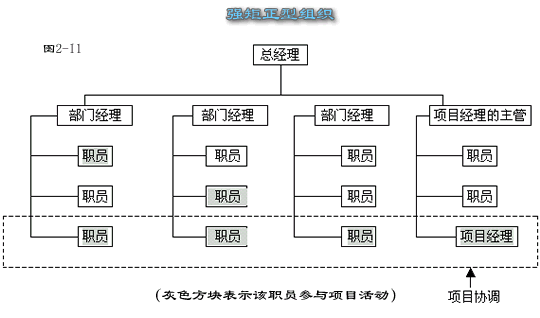 强矩正型组织
图2-11
总经理
部门经理 部门经理 部门经理 项目经理的主管
职员 职员 职员 职员
职员 职员 职员 职员
职员 职员 职员 项目经理
(灰色方块表示该职员参与项目活动) 项目协调